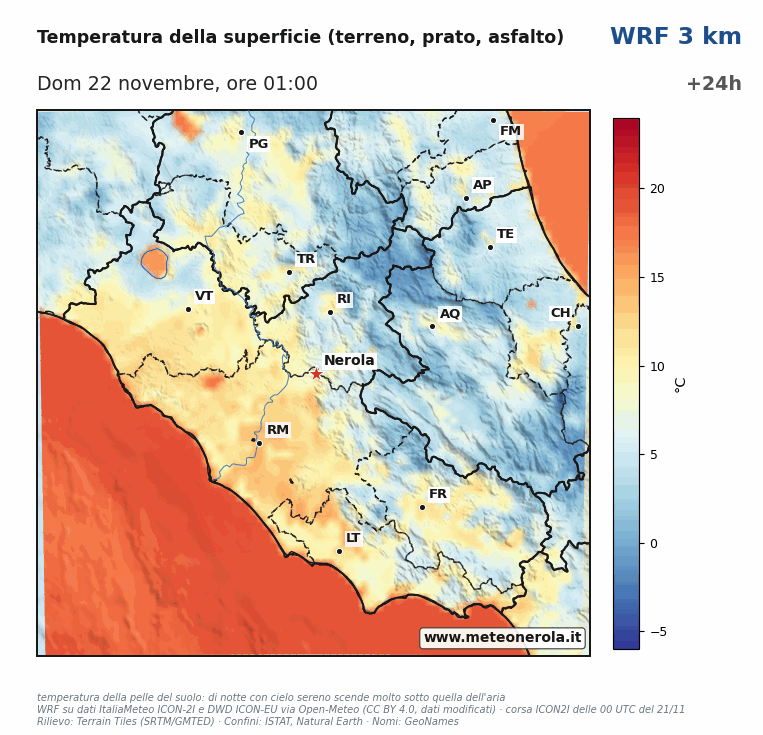 Temperatura della superficie (terreno, prato, asfalto)
WRF 3 km
Dom 22 novembre, ore 01:00
+24h
FM
PG
AP
TE
TR
VT
RI
AQ
CH
Nerola
RM
FR
LT
20
15
10
5
0
−5
°C
www.meteonerola.it
temperatura della pelle del suolo: di notte con cielo sereno scende molto sotto quella dell'aria
WRF su dati ItaliaMeteo ICON-2I e DWD ICON-EU via Open-Meteo (CC BY 4.0, dati modificati) · corsa ICON2I delle 00 UTC del 21/11
Rilievo: Terrain Tiles (SRTM/GMTED) · Confini: ISTAT, Natural Earth · Nomi: GeoNames